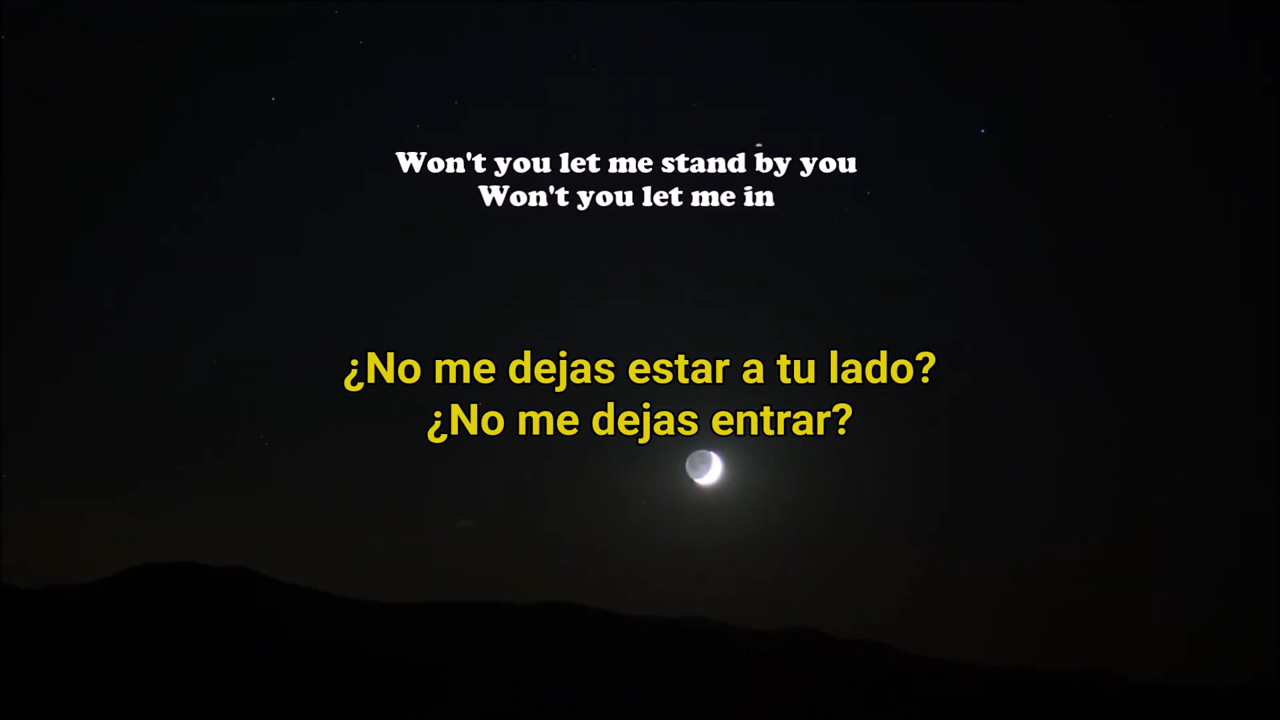 Won't you let me stand by you
Won't you let me in
¿No me dejas estar a tu lado?
¿No me dejas entrar?